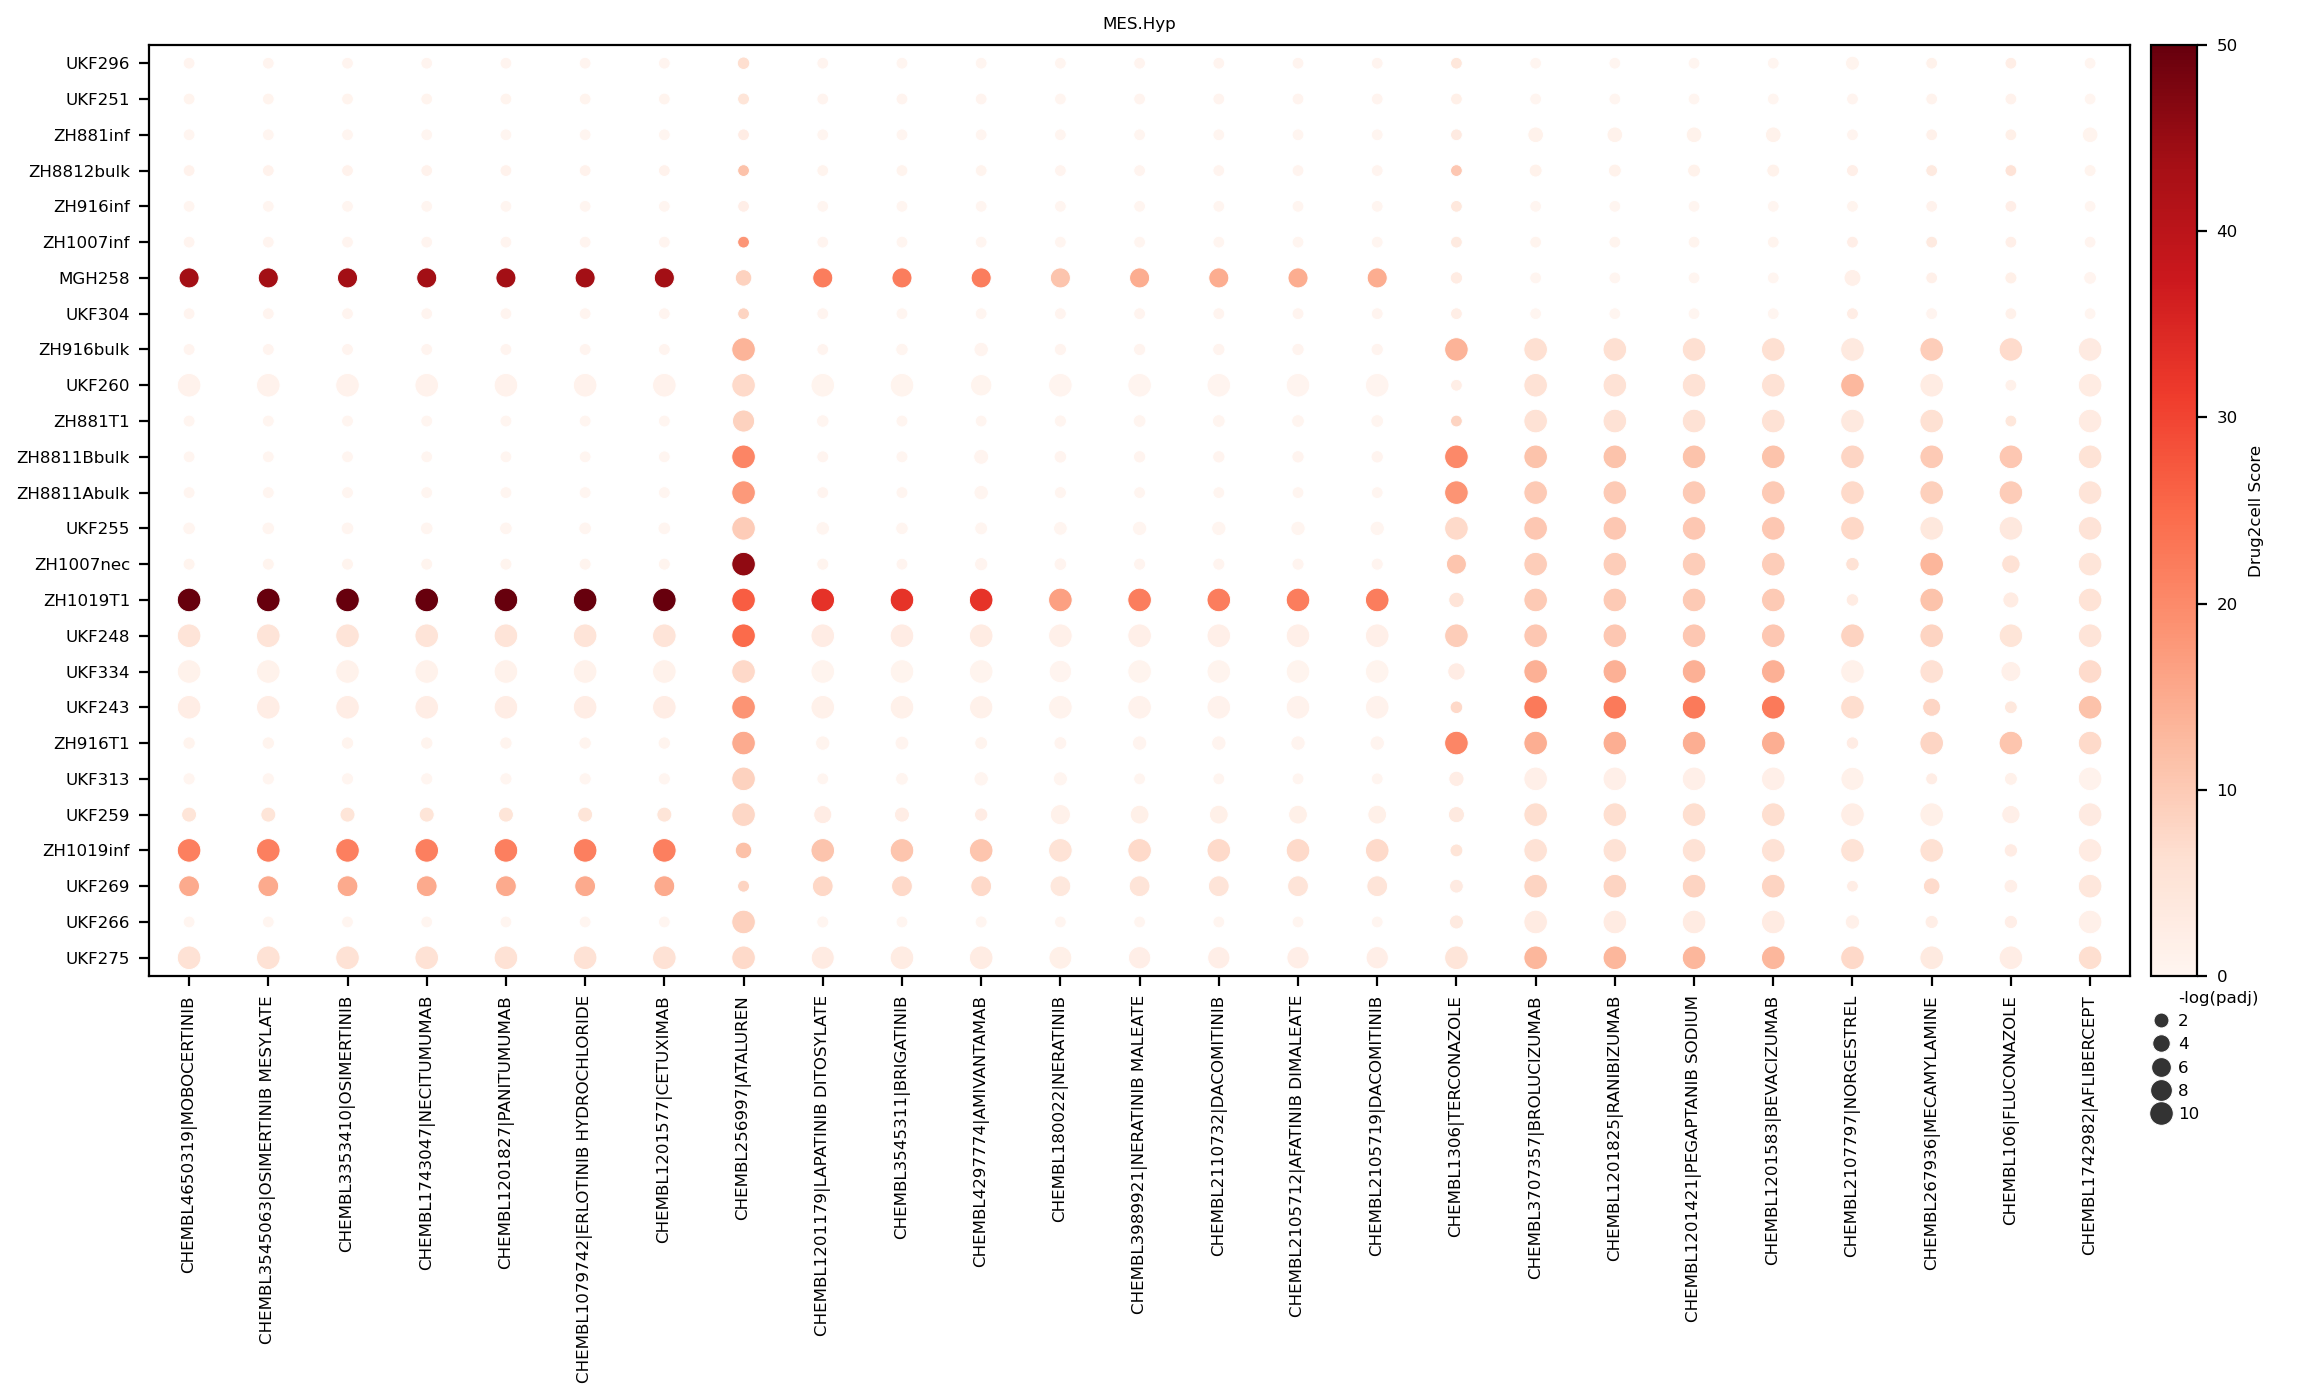 MES.Hyp
UKF296
UKF251
ZH881inf
ZH8812bulk
ZH916inf
ZH1007inf
MGH258
UKF304
ZH916bulk
UKF260
ZH881T1
ZH8811Bbulk
ZH8811Abulk
UKF255
ZH1007nec
ZH1019T1
UKF248
UKF334
UKF243
ZH916T1
UKF313
UKF259
ZH1019inf
UKF269
UKF266
UKF275
CHEMBL4650319|MOBOCERTINIB
CHEMBL3545063|OSIMERTINIB MESYLATE
CHEMBL3353410|OSIMERTINIB
CHEMBL1743047|NECITUMUMAB
CHEMBL1201827|PANITUMUMAB
CHEMBL1079742|ERLOTINIB HYDROCHLORIDE
CHEMBL1201577|CETUXIMAB
CHEMBL256997|ATALUREN
CHEMBL1201179|LAPATINIB DITOSYLATE
CHEMBL3545311|BRIGATINIB
CHEMBL4297774|AMIVANTAMAB
CHEMBL180022|NERATINIB
CHEMBL3989921|NERATINIB MALEATE
CHEMBL2110732|DACOMITINIB
CHEMBL2105712|AFATINIB DIMALEATE
CHEMBL2105719|DACOMITINIB
CHEMBL1306|TERCONAZOLE
CHEMBL3707357|BROLUCIZUMAB
CHEMBL1201825|RANIBIZUMAB
CHEMBL1201421|PEGAPTANIB SODIUM
CHEMBL1201583|BEVACIZUMAB
CHEMBL2107797|NORGESTREL
CHEMBL267936|MECAMYLAMINE
CHEMBL106|FLUCONAZOLE
CHEMBL1742982|AFLIBERCEPT
50
40
30
20
10
0
Drug2cell Score
-log(padj)
2
4
6
8
10